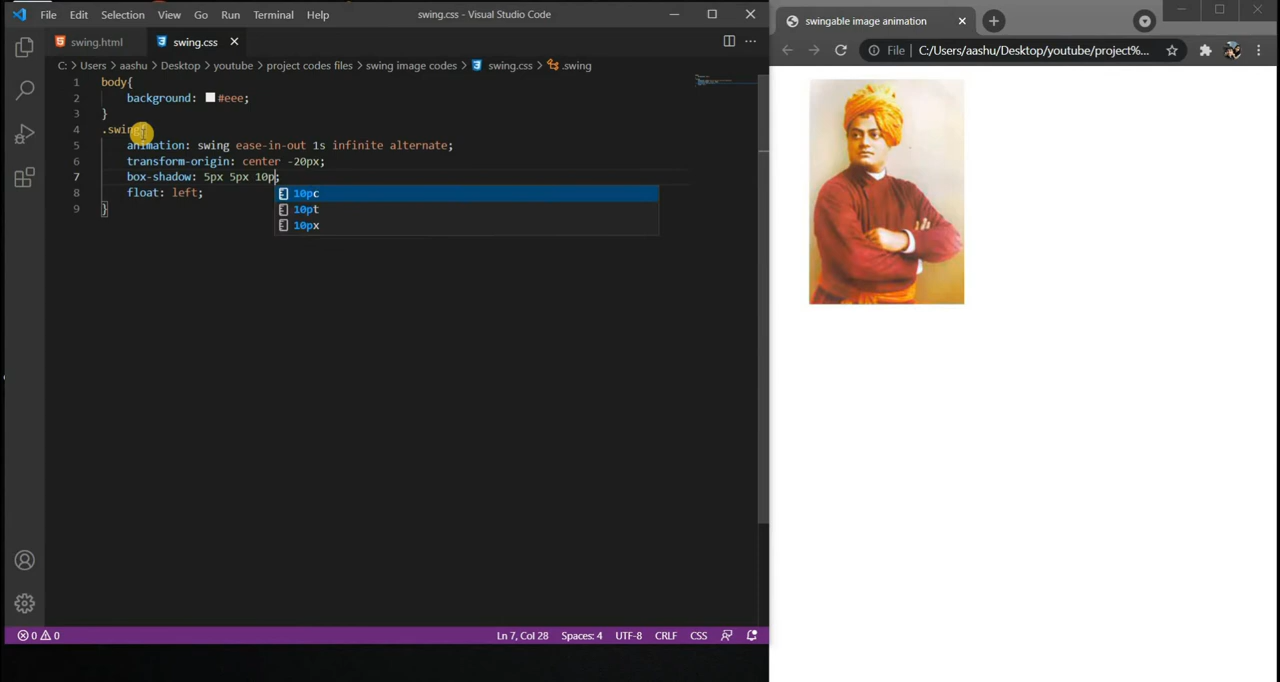 File Edit Selection View Go Run Terminal Help
swing.css - Visual Studio Code
swing.html
swing.css
C: > Users > aashu > Desktop > youtube > project codes files > swing image codes > swing.css > .swing
1 body{
2 background: #eee;
3 }
4 .swing{
5 animation: swing ease-in-out 1s infinite alternate;
6 transform-origin: center -20px;
7 box-shadow: 5px 5px 10p;
8 float: left;
9 }
10pc
10pt
10px
0 0
Ln 7, Col 28 Spaces: 4 UTF-8 CRLF CSS
swingable image animation
File C:/Users/aashu/Desktop/youtube/project%...